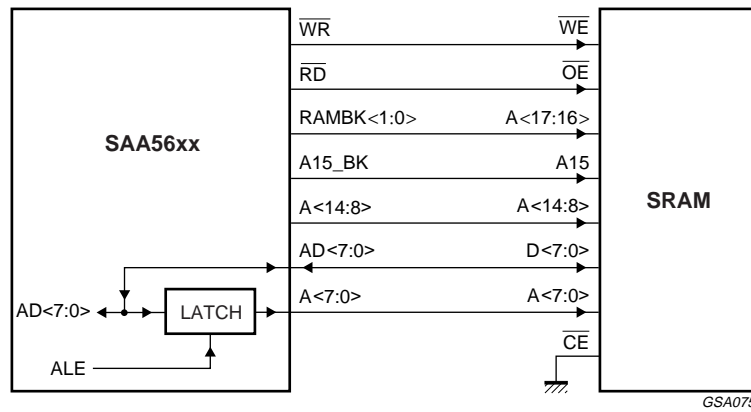 WR WE
RD OE
RAMBK<1:0> A<17:16>
SAA56xx
A15_BK A15
SRAM
A<14:8> A<14:8>
AD<7:0> D<7:0>
AD<7:0> LATCH A<7:0> A<7:0>
CE
ALE